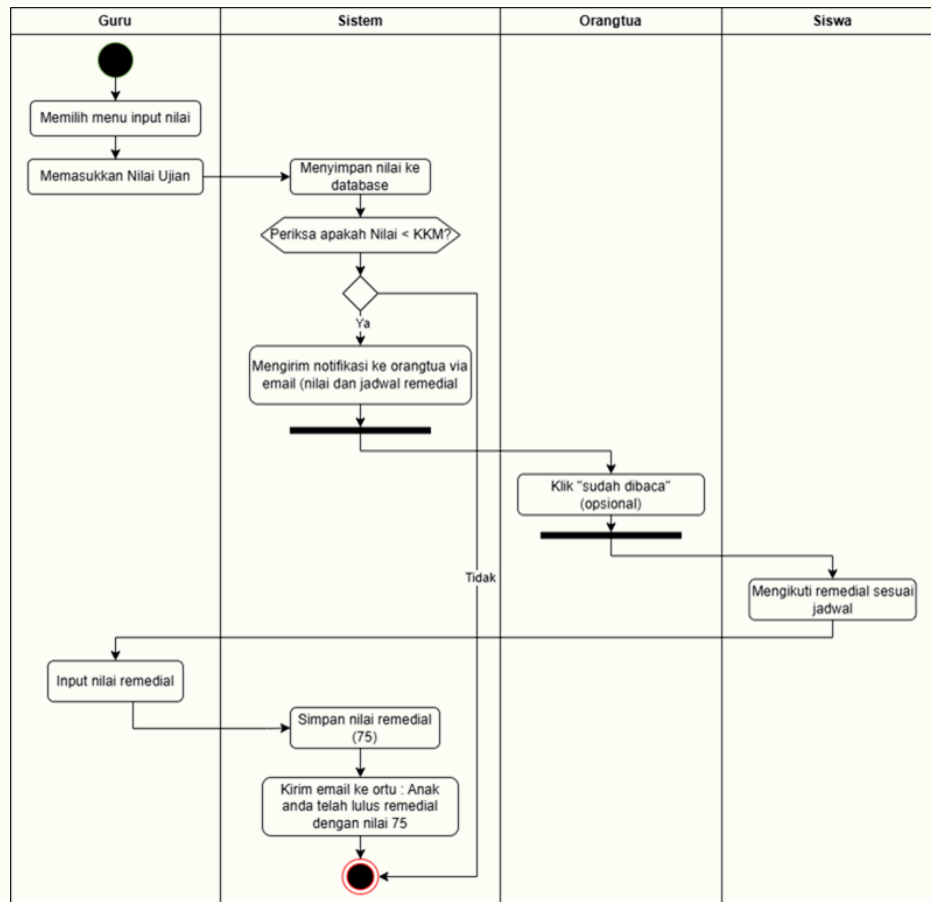 Guru
Sistem
Orangtua
Siswa
Memilih menu input nilai
Memasukkan Nilai Ujian
Menyimpan nilai ke
database
Periksa apakah Nilai < KKM?
Ya
Mengirim notifikasi ke orangtua via
email (nilai dan jadwal remedial
Klik "sudah dibaca"
(opsional)
Tidak
Mengikuti remedial sesuai
jadwal
Input nilai remedial
Simpan nilai remedial
(75)
Kirim email ke ortu : Anak
anda telah lulus remedial
dengan nilai 75